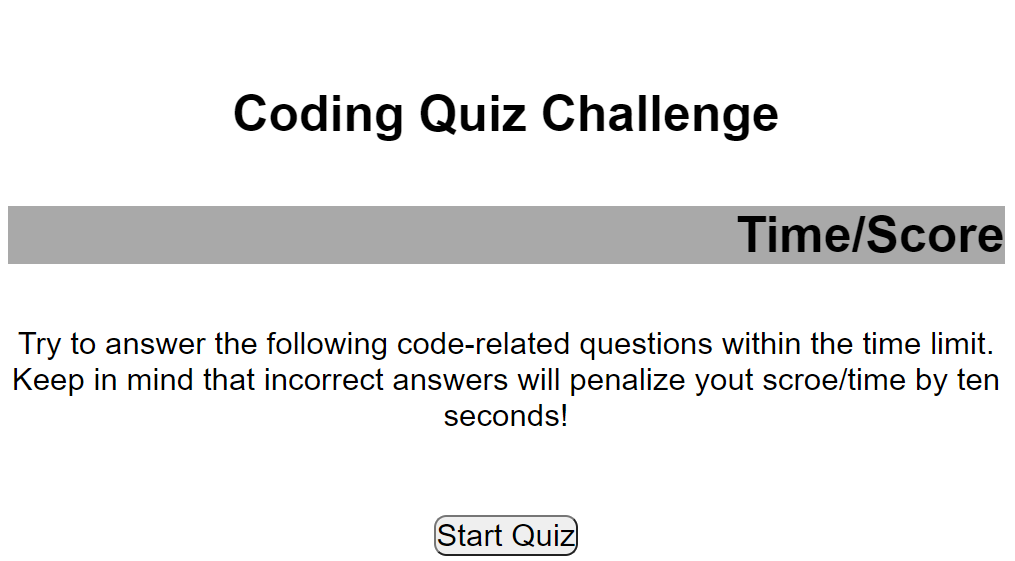 Coding Quiz Challenge
Time/Score
Try to answer the following code-related questions within the time limit.
Keep in mind that incorrect answers will penalize yout scroe/time by ten
seconds!
Start Quiz